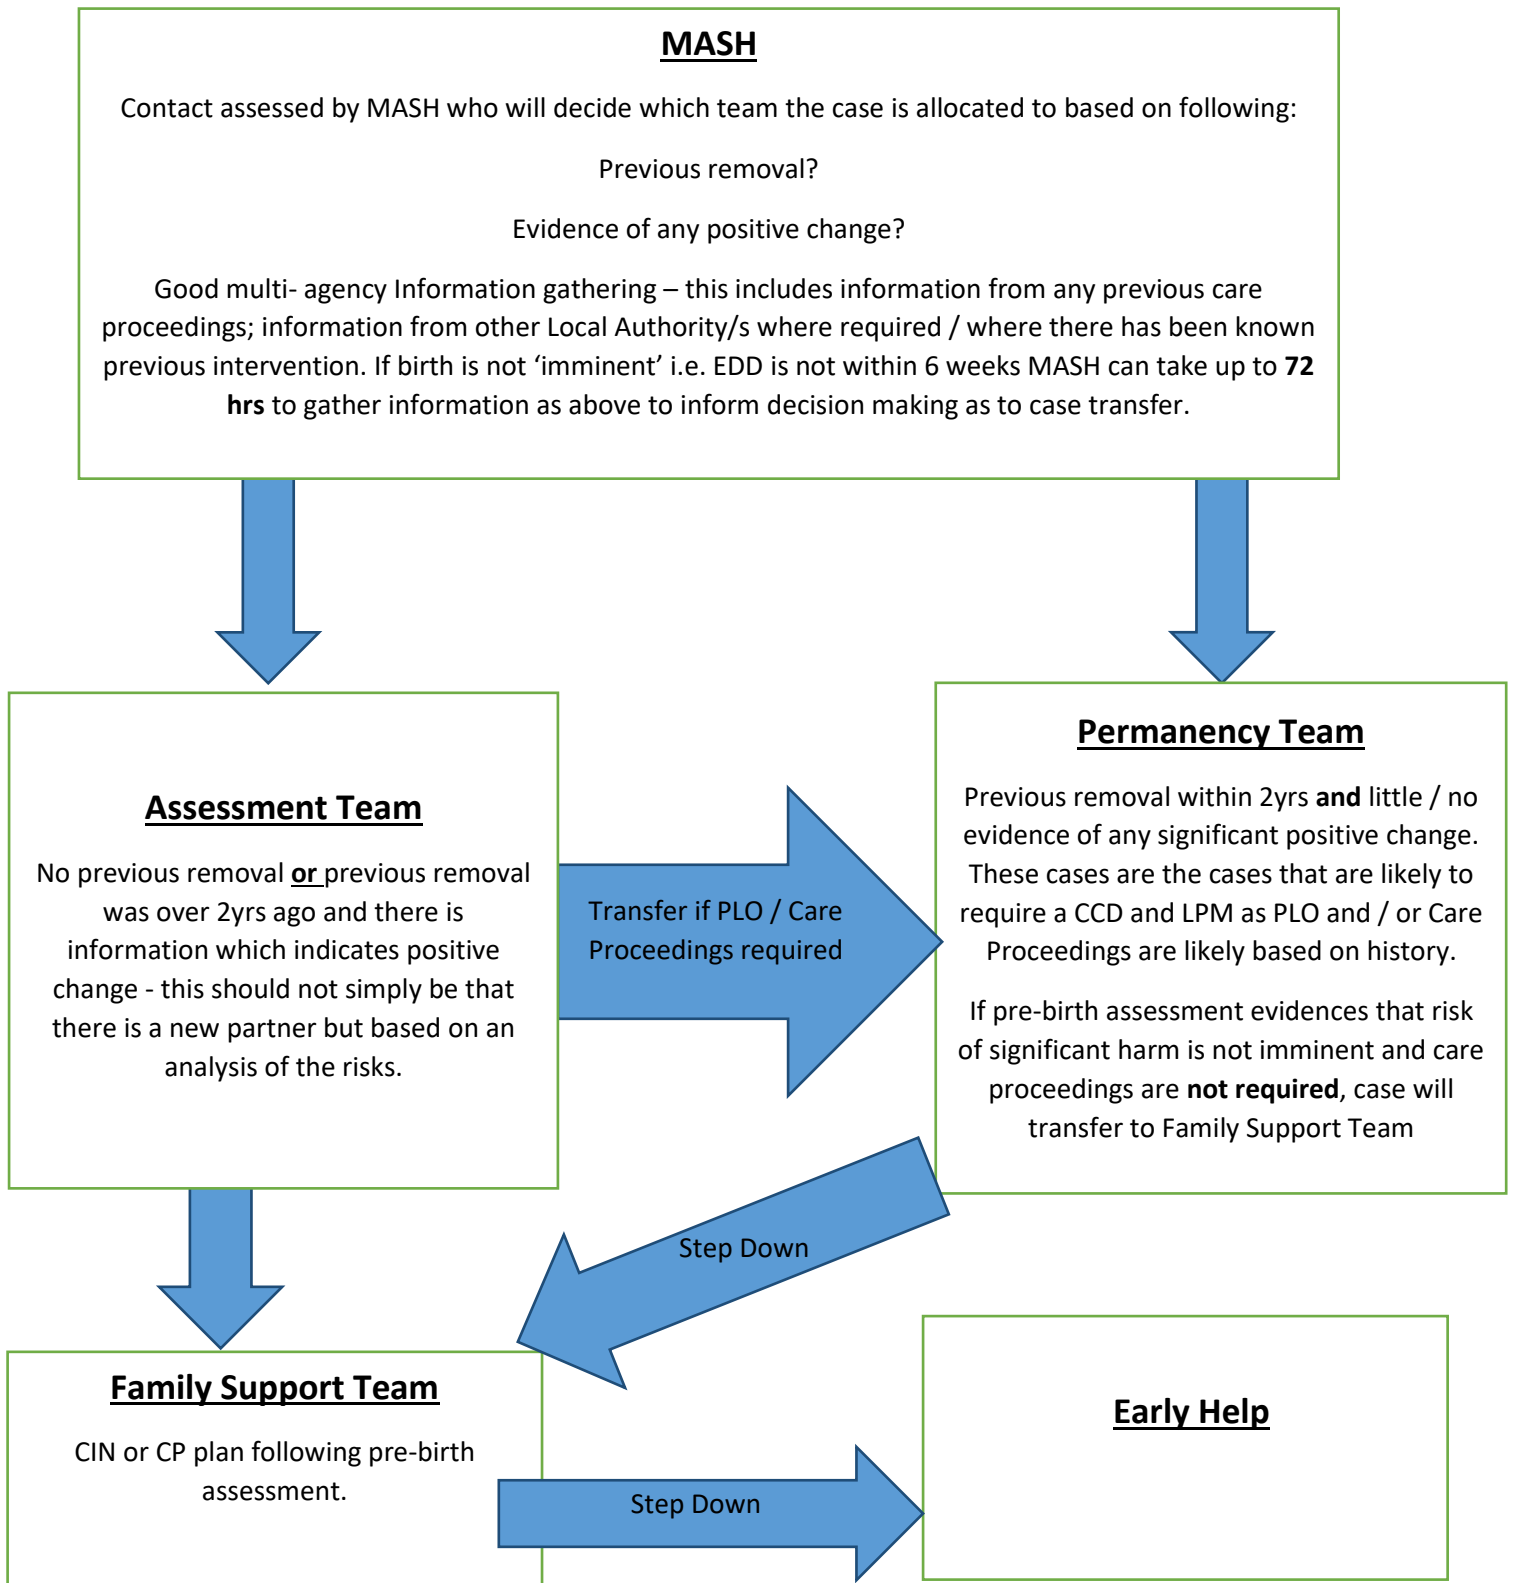 MASH
Contact assessed by MASH who will decide which team the case is allocated to based on following:
Previous removal?
Evidence of any positive change?
Good multi- agency Information gathering – this includes information from any previous care
proceedings; information from other Local Authority/s where required / where there has been known
previous intervention. If birth is not ‘imminent’ i.e. EDD is not within 6 weeks MASH can take up to 72
hrs to gather information as above to inform decision making as to case transfer.
Assessment Team
No previous removal or previous removal
was over 2yrs ago and there is
information which indicates positive
change - this should not simply be that
there is a new partner but based on an
analysis of the risks.
Transfer if PLO / Care
Proceedings required
Permanency Team
Previous removal within 2yrs and little / no
evidence of any significant positive change.
These cases are the cases that are likely to
require a CCD and LPM as PLO and / or Care
Proceedings are likely based on history.
If pre-birth assessment evidences that risk
of significant harm is not imminent and care
proceedings are not required, case will
transfer to Family Support Team
Step Down
Family Support Team
CIN or CP plan following pre-birth
assessment.
Step Down
Early Help